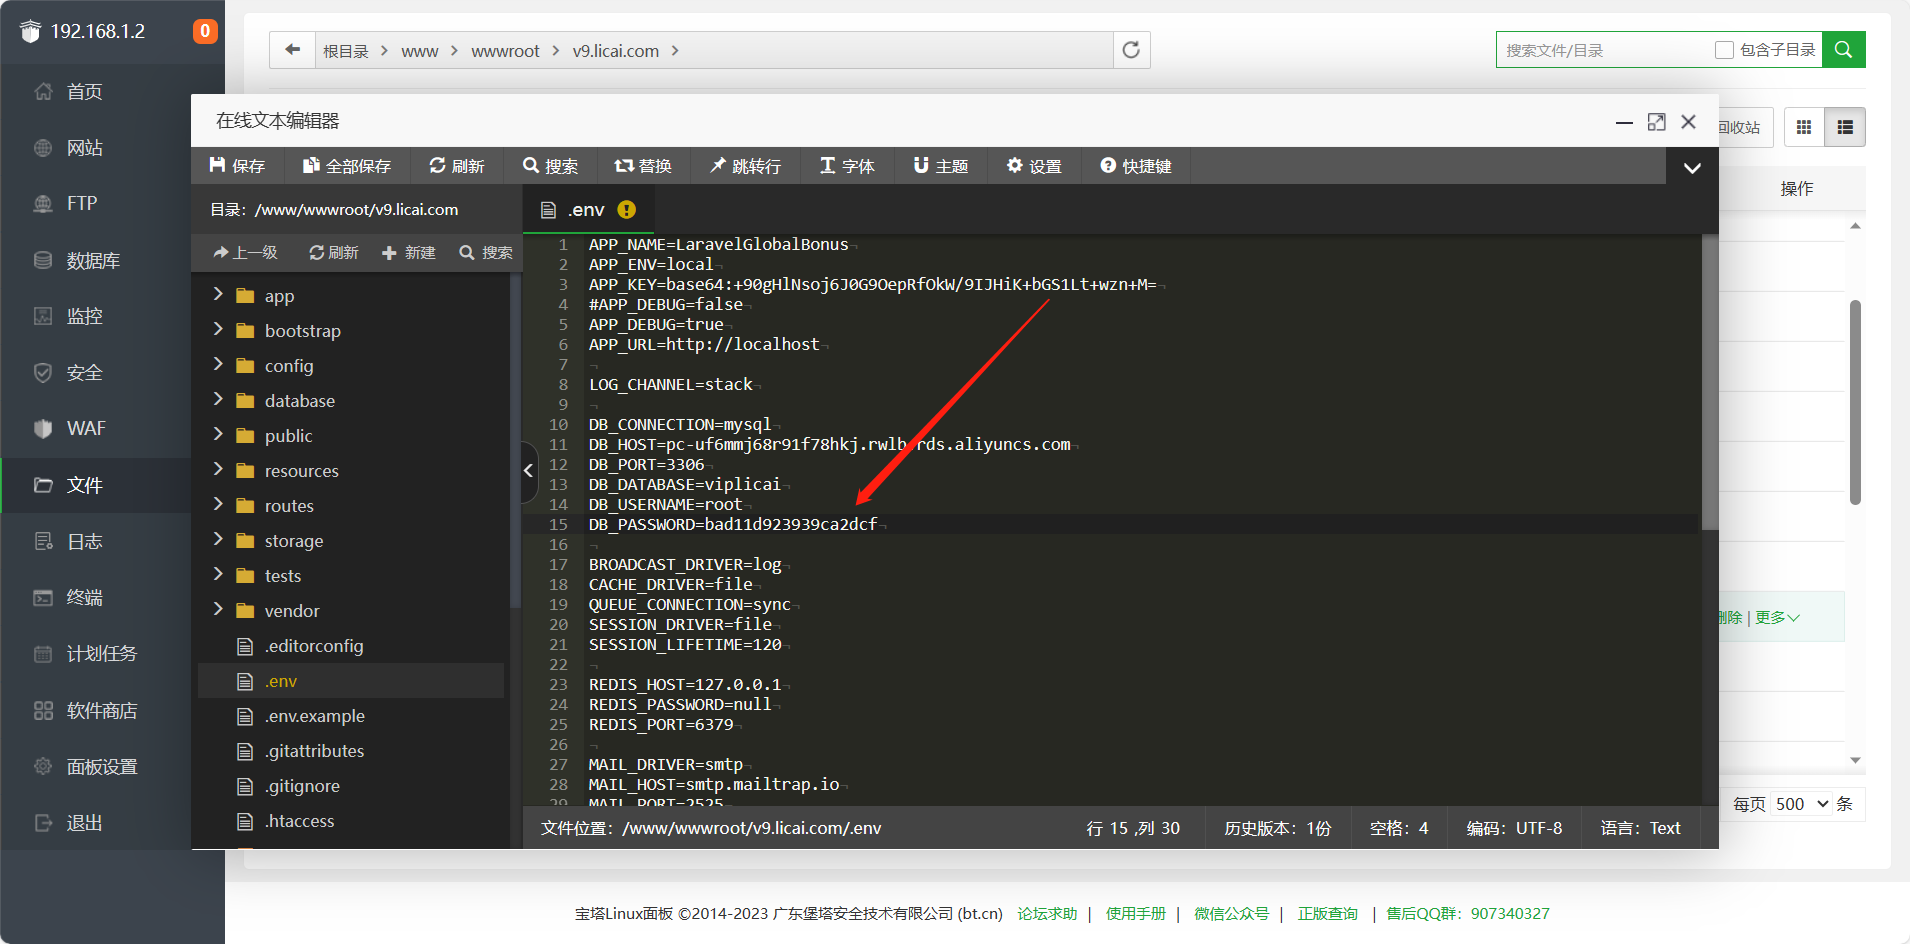 192.168.1.2
0
首页
网站
FTP
数据库
监控
安全
WAF
文件
日志
终端
计划任务
软件商店
面板设置
退出
根目录 > www > wwwroot > v9.licai.com >
搜索文件/目录
包含子目录
回收站
操作
在线文本编辑器
保存
全部保存
刷新
搜索
替换
跳转行
字体
主题
设置
快捷键
目录：/www/wwwroot/v9.licai.com
上一级
刷新
新建
搜索
app
bootstrap
config
database
public
resources
routes
storage
tests
vendor
.editorconfig
.env
.env.example
.gitattributes
.gitignore
.htaccess
.env
1 APP_NAME=LaravelGlobalBonus
2 APP_ENV=local
3 APP_KEY=base64:+90gHlNsoj6J0G9OepRfOkW/9IJHiK+bGS1Lt+wzn+M=
4 #APP_DEBUG=false
5 APP_DEBUG=true
6 APP_URL=http://localhost
7
8 LOG_CHANNEL=stack
9
10 DB_CONNECTION=mysql
11 DB_HOST=pc-uf6mmj68r91f78hkj.rwlb.rds.aliyuncs.com
12 DB_PORT=3306
13 DB_DATABASE=viplicai
14 DB_USERNAME=root
15 DB_PASSWORD=bad11d923939ca2dcf
16
17 BROADCAST_DRIVER=log
18 CACHE_DRIVER=file
19 QUEUE_CONNECTION=sync
20 SESSION_DRIVER=file
21 SESSION_LIFETIME=120
22
23 REDIS_HOST=127.0.0.1
24 REDIS_PASSWORD=null
25 REDIS_PORT=6379
26
27 MAIL_DRIVER=smtp
28 MAIL_HOST=smtp.mailtrap.io
29 MAIL_PORT=2525
文件位置：/www/wwwroot/v9.licai.com/.env
行 15 ,列 30
历史版本：1份
空格：4
编码：UTF-8
语言：Text
删除 | 更多
每页 500 条
宝塔Linux面板 ©2014-2023 广东堡塔安全技术有限公司 (bt.cn) 论坛求助 | 使用手册 | 微信公众号 | 正版查询 | 售后QQ群：907340327